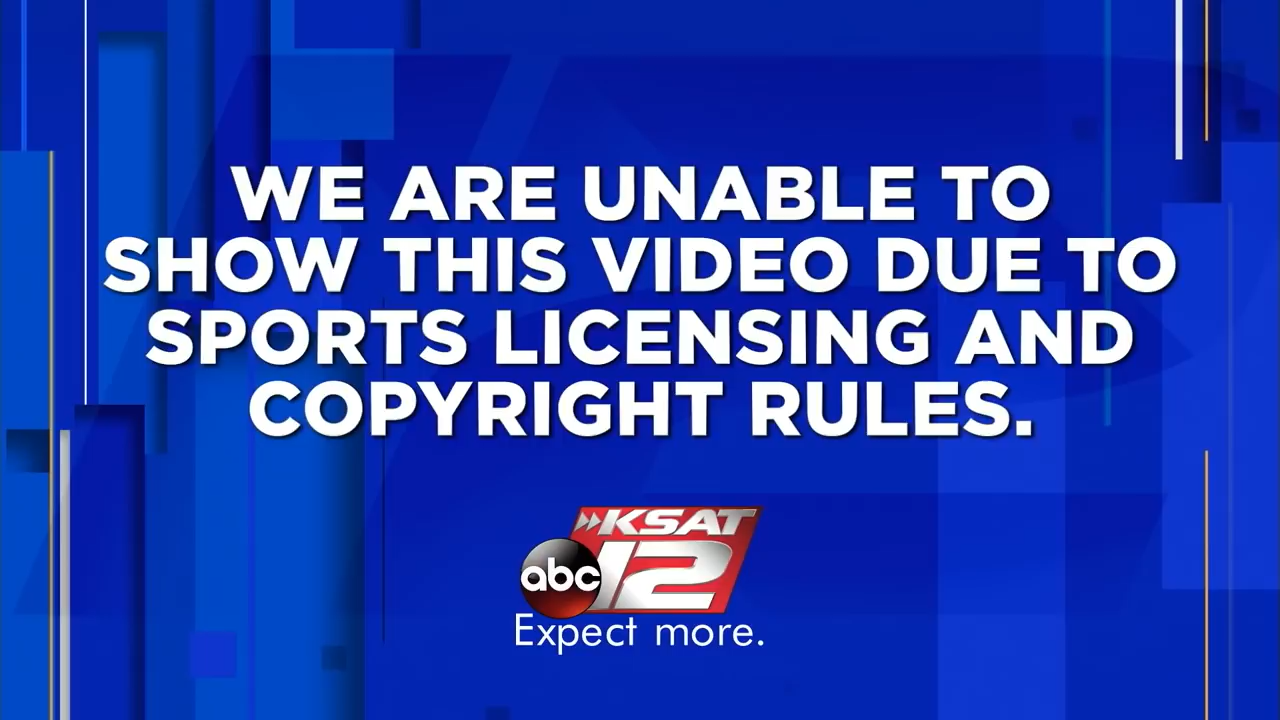 WE ARE UNABLE TO
SHOW THIS VIDEO DUE TO
SPORTS LICENSING AND
COPYRIGHT RULES.
KSAT
abc 12
Expect more.